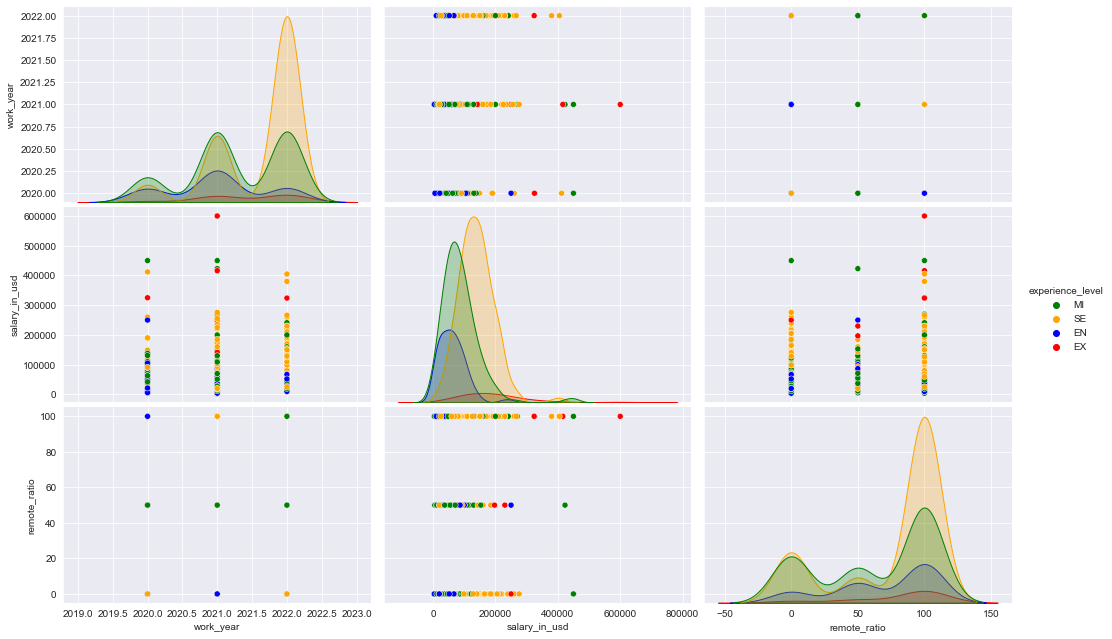 2022.00
2021.75
2021.50
2021.25
2021.00
2020.75
2020.50
2020.25
2020.00
work_year
600000
500000
400000
300000
200000
100000
0
salary_in_usd
experience_level
MI
SE
EN
EX
100
80
60
40
20
0
remote_ratio
2019.0 2019.5 2020.0 2020.5 2021.0 2021.5 2022.0 2022.5 2023.0
work_year
0 200000 400000 600000 800000
salary_in_usd
−50 0 50 100 150
remote_ratio